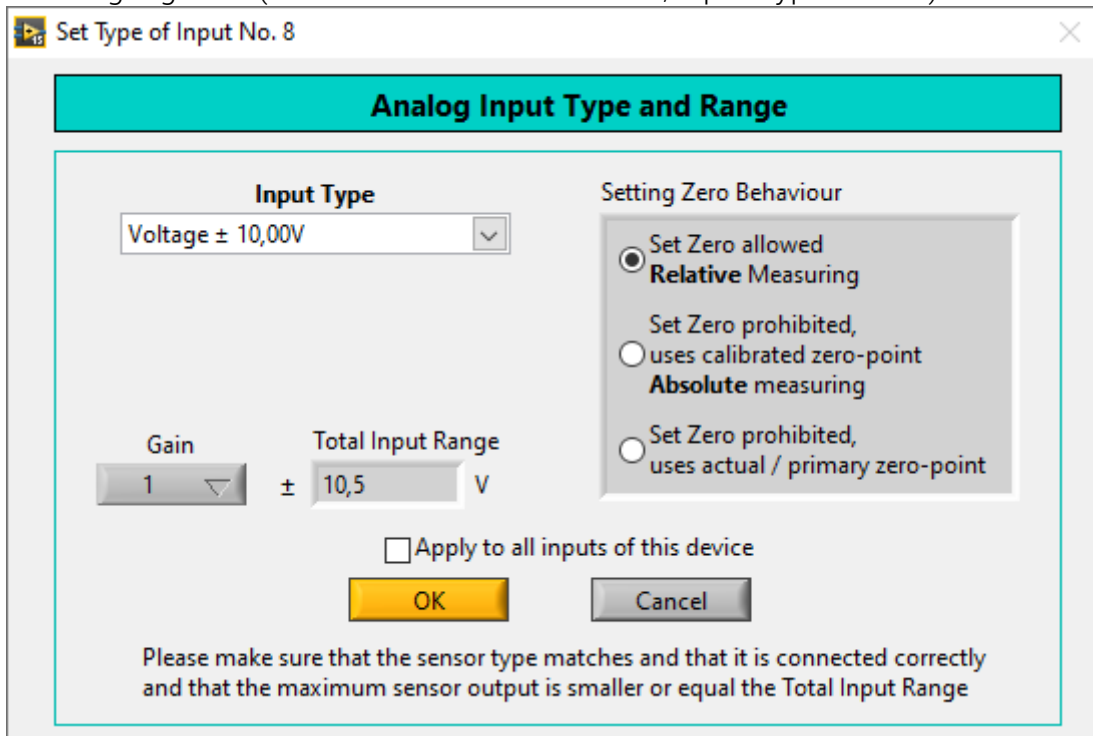 Set Type of Input No. 8
Analog Input Type and Range
Input Type
Voltage ± 10,00V
Setting Zero Behaviour
Set Zero allowed
Relative Measuring
Set Zero prohibited,
uses calibrated zero-point
Absolute measuring
Set Zero prohibited,
uses actual / primary zero-point
Gain
1
Total Input Range
± 10,5 V
Apply to all inputs of this device
OK
Cancel
Please make sure that the sensor type matches and that it is connected correctly
and that the maximum sensor output is smaller or equal the Total Input Range